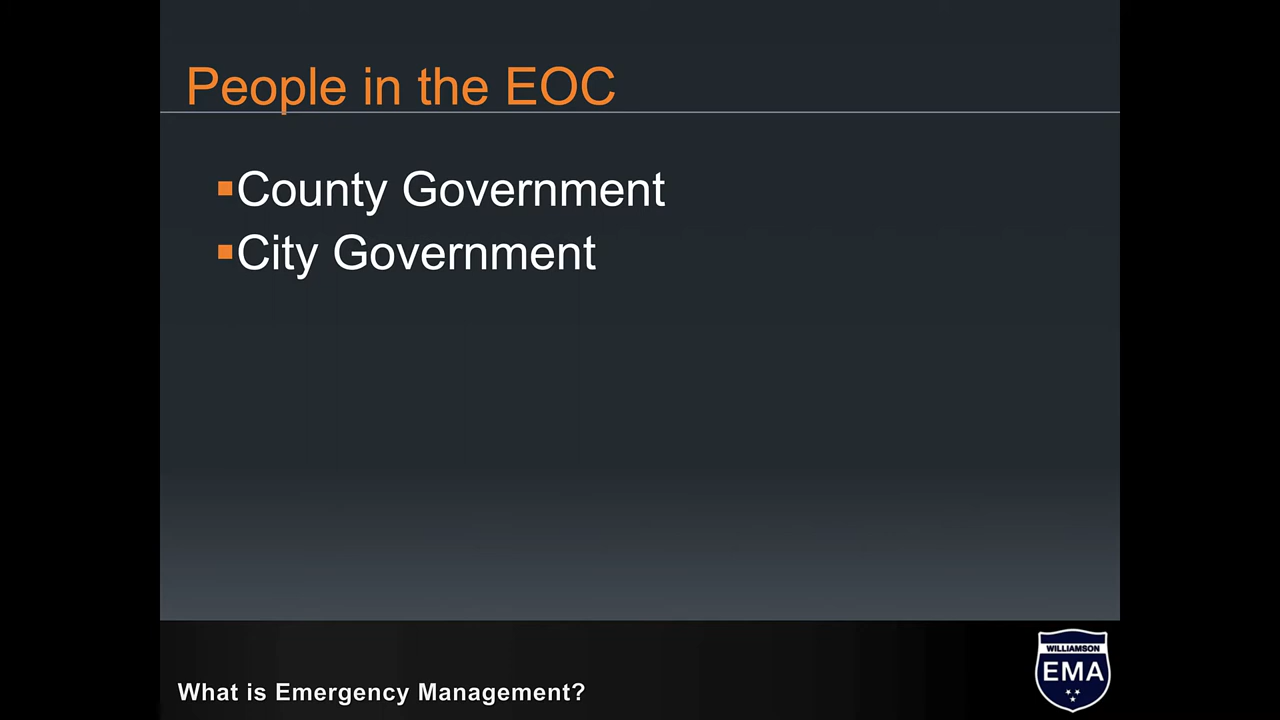 People in the EOC
▪County Government
▪City Government
What is Emergency Management?
WILLIAMSON
EMA